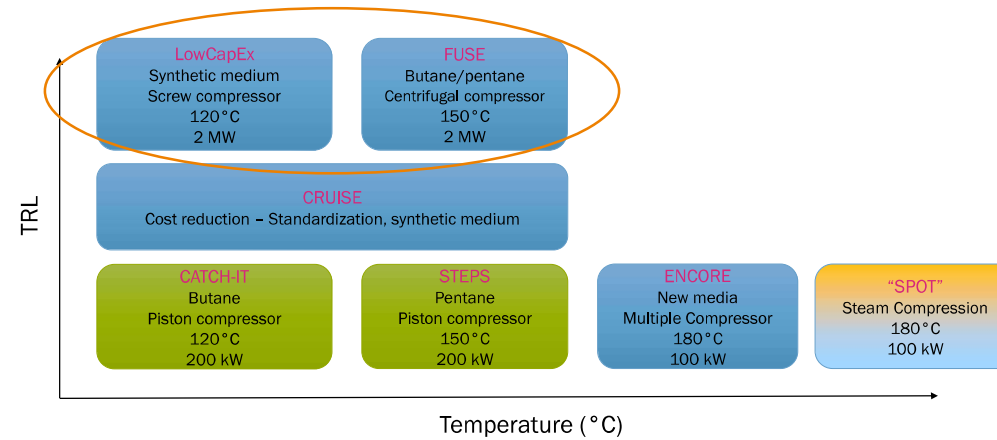 LowCapEx
Synthetic medium
Screw compressor
120°C
2 MW
FUSE
Butane/pentane
Centrifugal compressor
150°C
2 MW
CRUISE
Cost reduction – Standardization, synthetic medium
CATCH-IT
Butane
Piston compressor
120°C
200 kW
STEPS
Pentane
Piston compressor
150°C
200 kW
ENCORE
New media
Multiple Compressor
180°C
100 kW
“SPOT”
Steam Compression
180°C
100 kW
TRL
Temperature (°C)